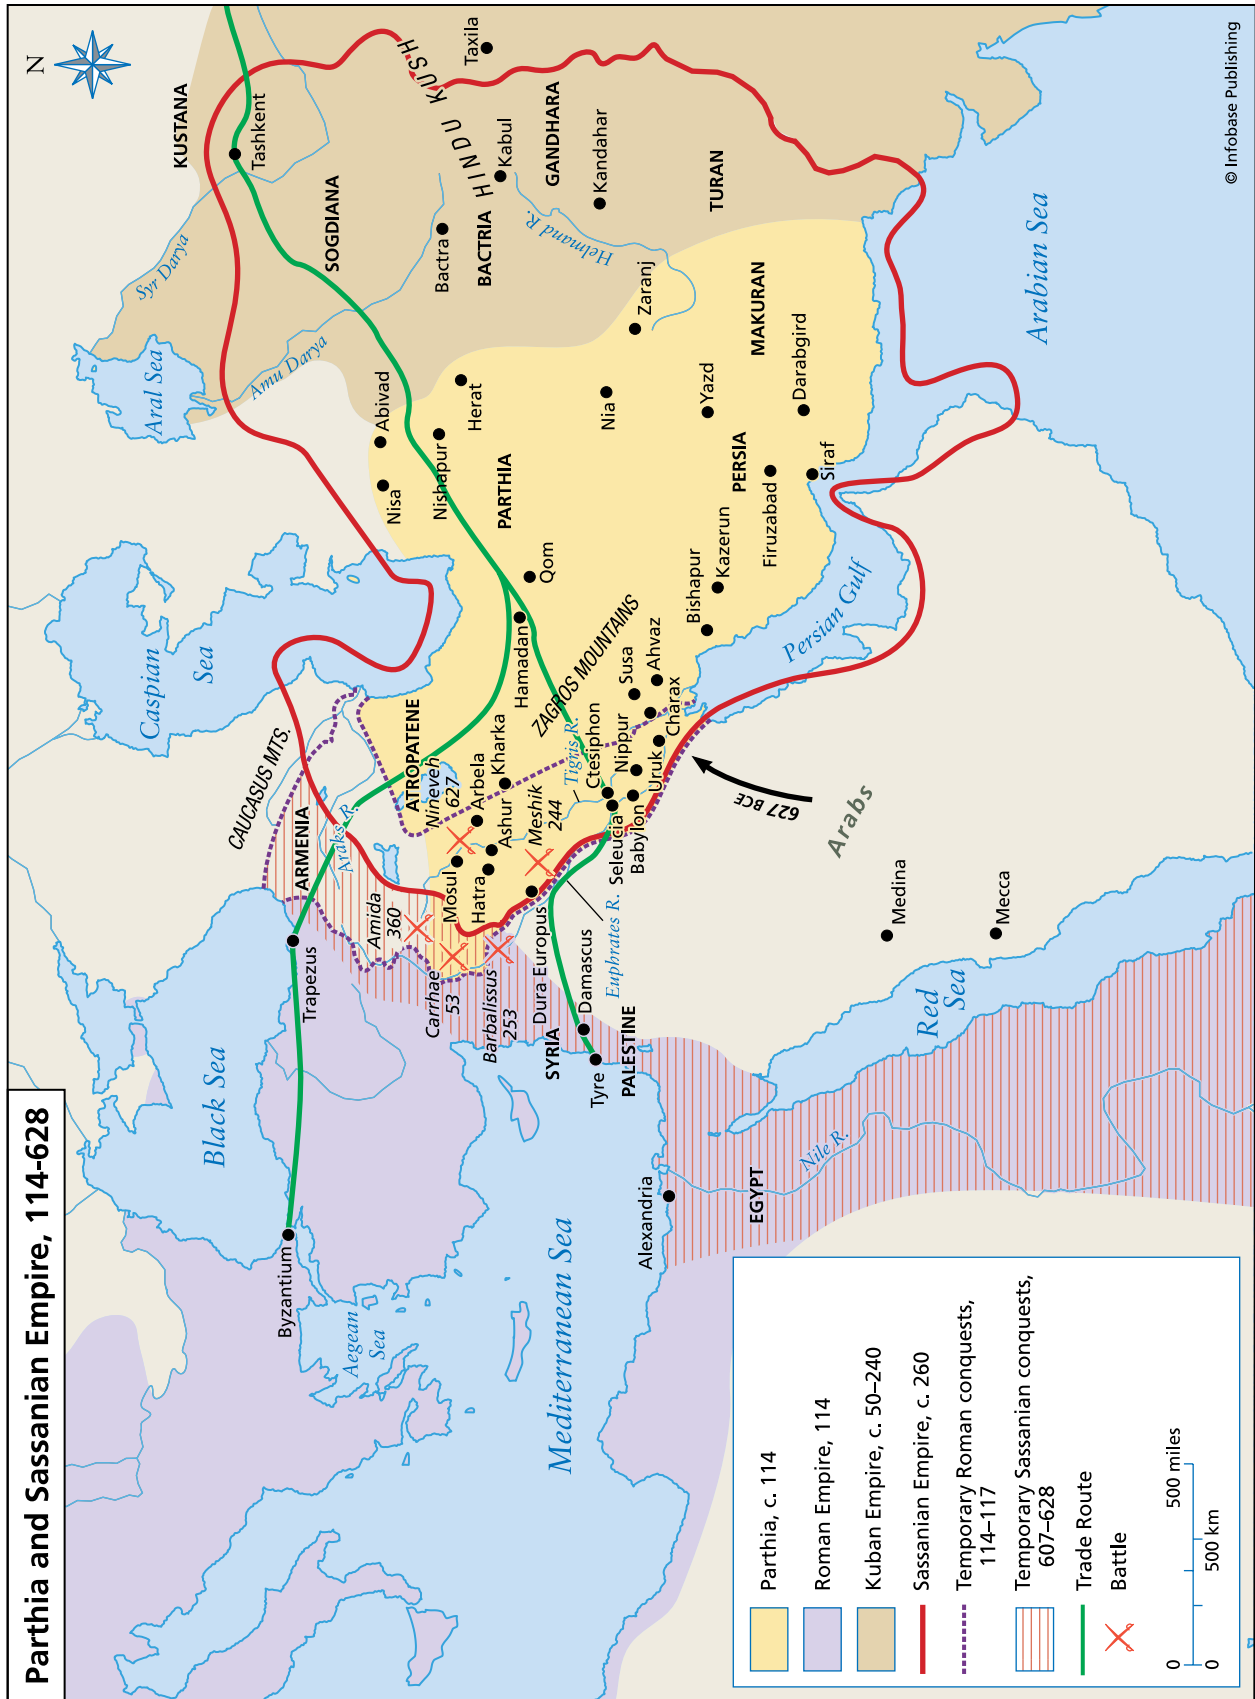 Parthia and Sassanian Empire, 114-628
N
KUSTANA
Tashkent
Syr Darya
SOGDIANA
Aral Sea
Amu Darya
HINDU KUSH
Taxila
Kabul
GANDHARA
Kandahar
TURAN
Bactra
BACTRIA
Helmand R.
Zaranj
MAKURAN
Arabian Sea
Abivad
Herat
Nisa
Nishapur
PARTHIA
Nia
Yazd
Darabgird
PERSIA
Siraf
Firuzabad
Kazerun
Bishapur
Persian Gulf
Qom
Hamadan
ZAGROS MOUNTAINS
Susa
Ahvaz
Charax
Caspian
Sea
CAUCASUS MTS.
ATROPATENE
Nineveh
627
Arbela
Kharka
Ashur
Meshik
244
Tigris R.
Ctesiphon
Nippur
Uruk
Seleucia
Babylon
627 BCE
Arabs
ARMENIA
Araks R.
Amida
360
Mosul
Hatra
Carrhae
53
Barbalissus
253
Dura Europus
Euphrates R.
Damascus
SYRIA
Tyre
PALESTINE
Trapezus
Black Sea
Byzantium
Aegean
Sea
Mediterranean Sea
Alexandria
EGYPT
Nile R.
Red
Sea
Medina
Mecca
Parthia, c. 114
Roman Empire, 114
Kuban Empire, c. 50–240
Sassanian Empire, c. 260
Temporary Roman conquests,
114–117
Temporary Sassanian conquests,
607–628
Trade Route
Battle
0 500 miles
0 500 km
© Infobase Publishing